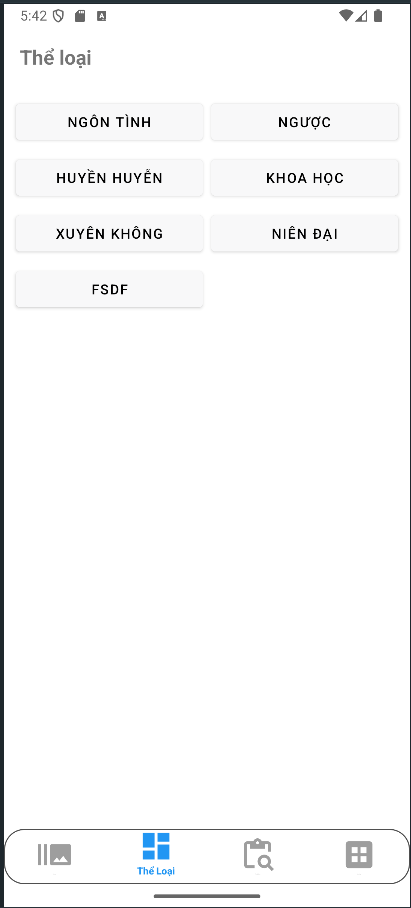 5:42
Thể loại
NGÔN TÌNH
NGƯỢC
HUYỀN HUYỄN
KHOA HỌC
XUYÊN KHÔNG
NIÊN ĐẠI
FSDF
Thể Loại